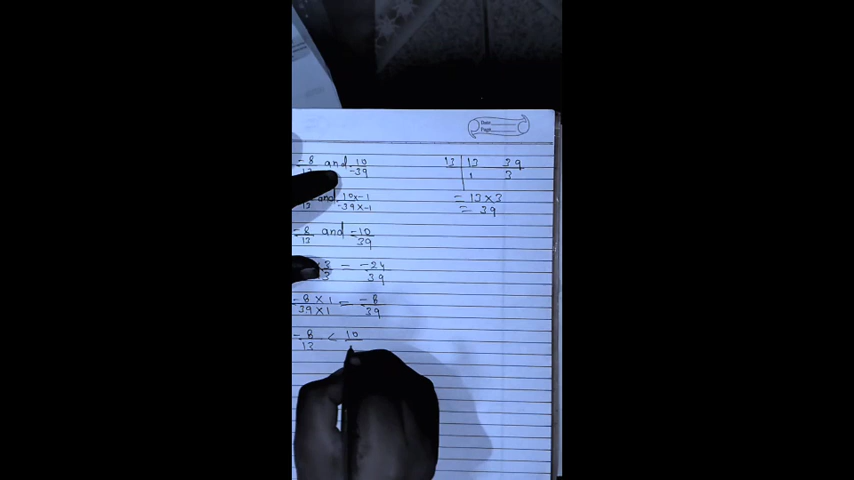 Date
Page
-8/13 and 10/-39
13 | 13 39
1 3
and 10×-1/-39×-1
= 13×3
= 39
-8/13 and -10/39
×3 = -24/39
-8×1/39×1 = -8/39
-8/13 < 10